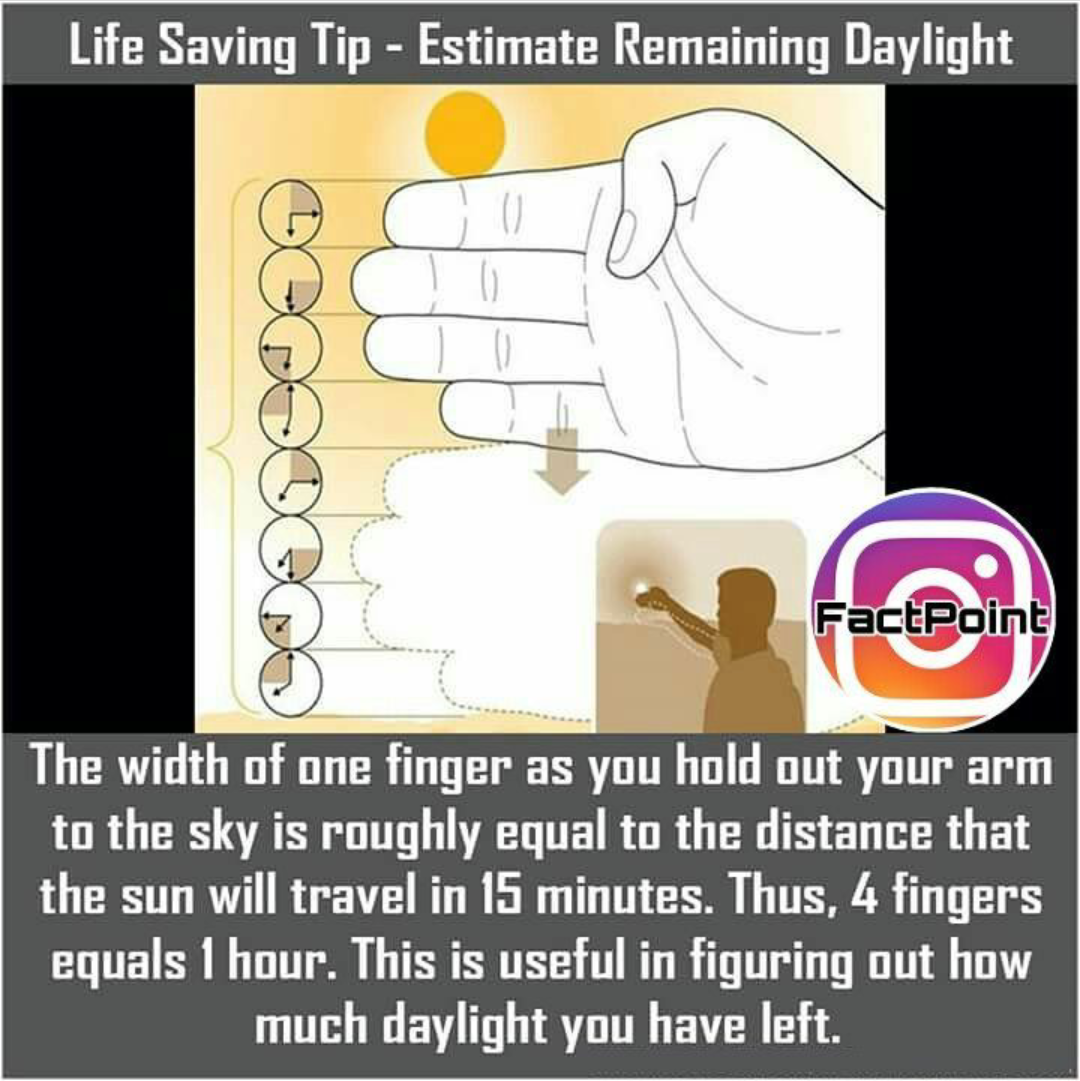 Life Saving Tip - Estimate Remaining Daylight
FactPoint
The width of one finger as you hold out your arm
to the sky is roughly equal to the distance that
the sun will travel in 15 minutes. Thus, 4 fingers
equals 1 hour. This is useful in figuring out how
much daylight you have left.